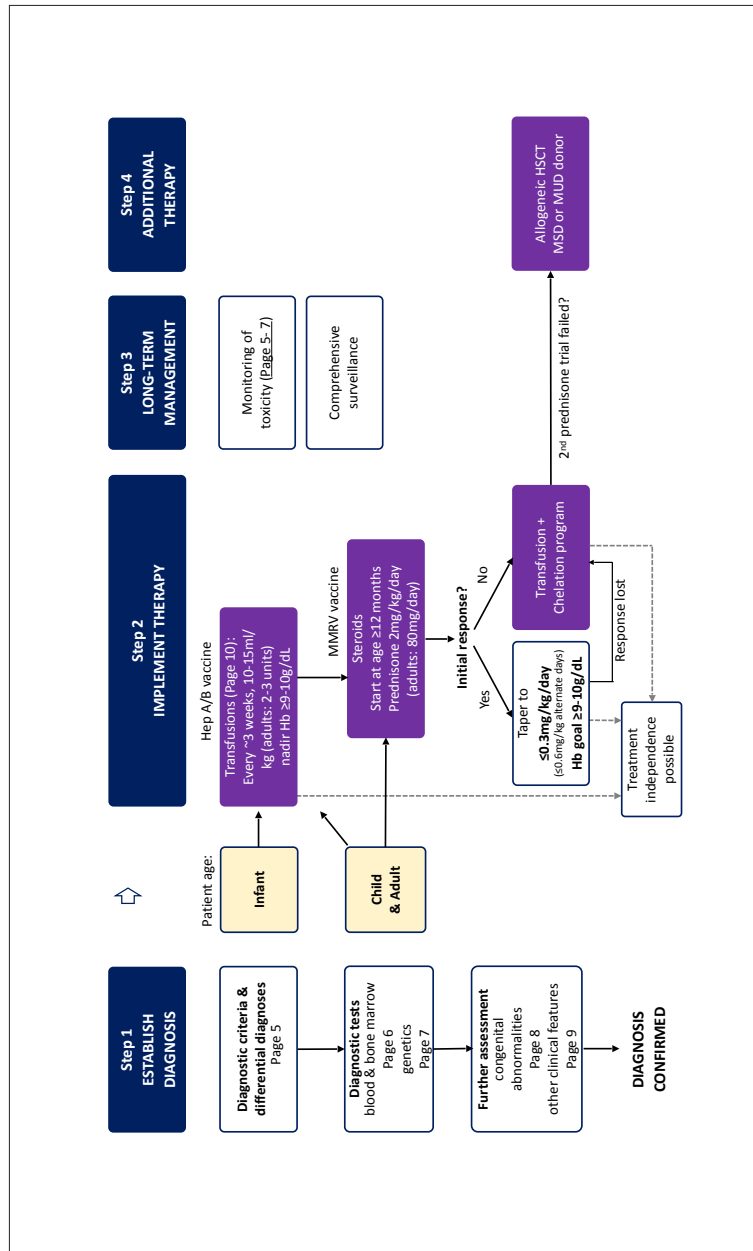 Step 1
ESTABLISH
DIAGNOSIS
Diagnostic criteria &
differential diagnoses
Page 5
Diagnostic tests
blood & bone marrow
Page 6
genetics
Page 7
Further assessment
congenital
abnormalities
Page 8
other clinical features
Page 9
DIAGNOSIS
CONFIRMED
Patient age:
Infant
Child
& Adult
Step 2
IMPLEMENT THERAPY
Hep A/B vaccine
Transfusions (Page 10):
Every ~3 weeks, 10-15ml/
kg (adults: 2-3 units)
nadir Hb ≥9-10g/dL
MMRV vaccine
Steroids
Start at age ≥12 months
Prednisone 2mg/kg/day
(adults: 80mg/day)
Initial response?
Yes
No
Taper to
≤0.3mg/kg/day
(≤0.6mg/kg alternate days)
Hb goal ≥9-10g/dL
Transfusion +
Chelation program
Response lost
Treatment
independence
possible
Step 3
LONG-TERM
MANAGEMENT
Monitoring of
toxicity (Page 5- 7)
Comprehensive
surveillance
2nd prednisone trial failed?
Step 4
ADDITIONAL
THERAPY
Allogeneic HSCT
MSD or MUD donor